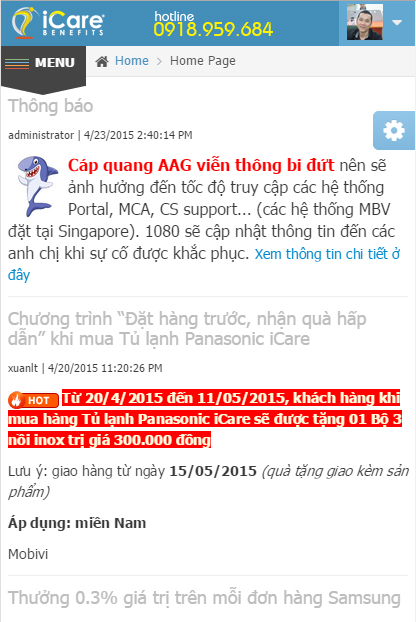 iCare
BENEFITS
hotline
0918.959.684
MENU
Home > Home Page
Thông báo
administrator | 4/23/2015 2:40:14 PM
Cáp quang AAG viễn thông bi đứt nên sẽ
ảnh hưởng đến tốc độ truy cập các hệ thống
Portal, MCA, CS support... (các hệ thống MBV
đặt tại Singapore). 1080 sẽ cập nhật thông tin đến các
anh chị khi sự cố được khắc phục. Xem thông tin chi tiết ở
đây
Chương trình “Đặt hàng trước, nhận quà hấp
dẫn” khi mua Tủ lạnh Panasonic iCare
xuanlt | 4/20/2015 11:20:26 PM
HOT Từ 20/4/2015 đến 11/05/2015, khách hàng khi
mua hàng Tủ lạnh Panasonic iCare sẽ được tặng 01 Bộ 3
nồi inox trị giá 300.000 đồng
Lưu ý: giao hàng từ ngày 15/05/2015 (quà tặng giao kèm sản
phẩm)
Áp dụng: miền Nam
Mobivi
Thưởng 0.3% giá trị trên mỗi đơn hàng Samsung